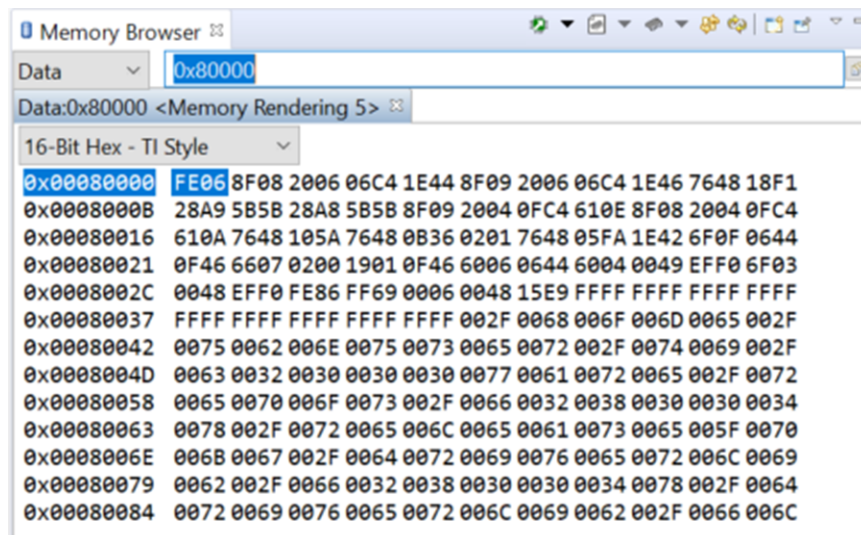 Memory Browser
Data 0x80000
Data:0x80000 <Memory Rendering 5>
16-Bit Hex - TI Style
0x00080000 FE06 8F08 2006 06C4 1E44 8F09 2006 06C4 1E46 7648 18F1
0x0008000B 28A9 5B5B 28A8 5B5B 8F09 2004 0FC4 610E 8F08 2004 0FC4
0x00080016 610A 7648 105A 7648 0B36 0201 7648 05FA 1E42 6F0F 0644
0x00080021 0F46 6607 0200 1901 0F46 6006 0644 6004 0049 EFF0 6F03
0x0008002C 0048 EFF0 FE86 FF69 0006 0048 15E9 FFFF FFFF FFFF FFFF
0x00080037 FFFF FFFF FFFF FFFF FFFF 002F 0068 006F 006D 0065 002F
0x00080042 0075 0062 006E 0075 0073 0065 0072 002F 0074 0069 002F
0x0008004D 0063 0032 0030 0030 0030 0077 0061 0072 0065 002F 0072
0x00080058 0065 0070 006F 0073 002F 0066 0032 0038 0030 0030 0034
0x00080063 0078 002F 0072 0065 006C 0065 0061 0073 0065 005F 0070
0x0008006E 006B 0067 002F 0064 0072 0069 0076 0065 0072 006C 0069
0x00080079 0062 002F 0066 0032 0038 0030 0030 0034 0078 002F 0064
0x00080084 0072 0069 0076 0065 0072 006C 0069 0062 002F 0066 006C